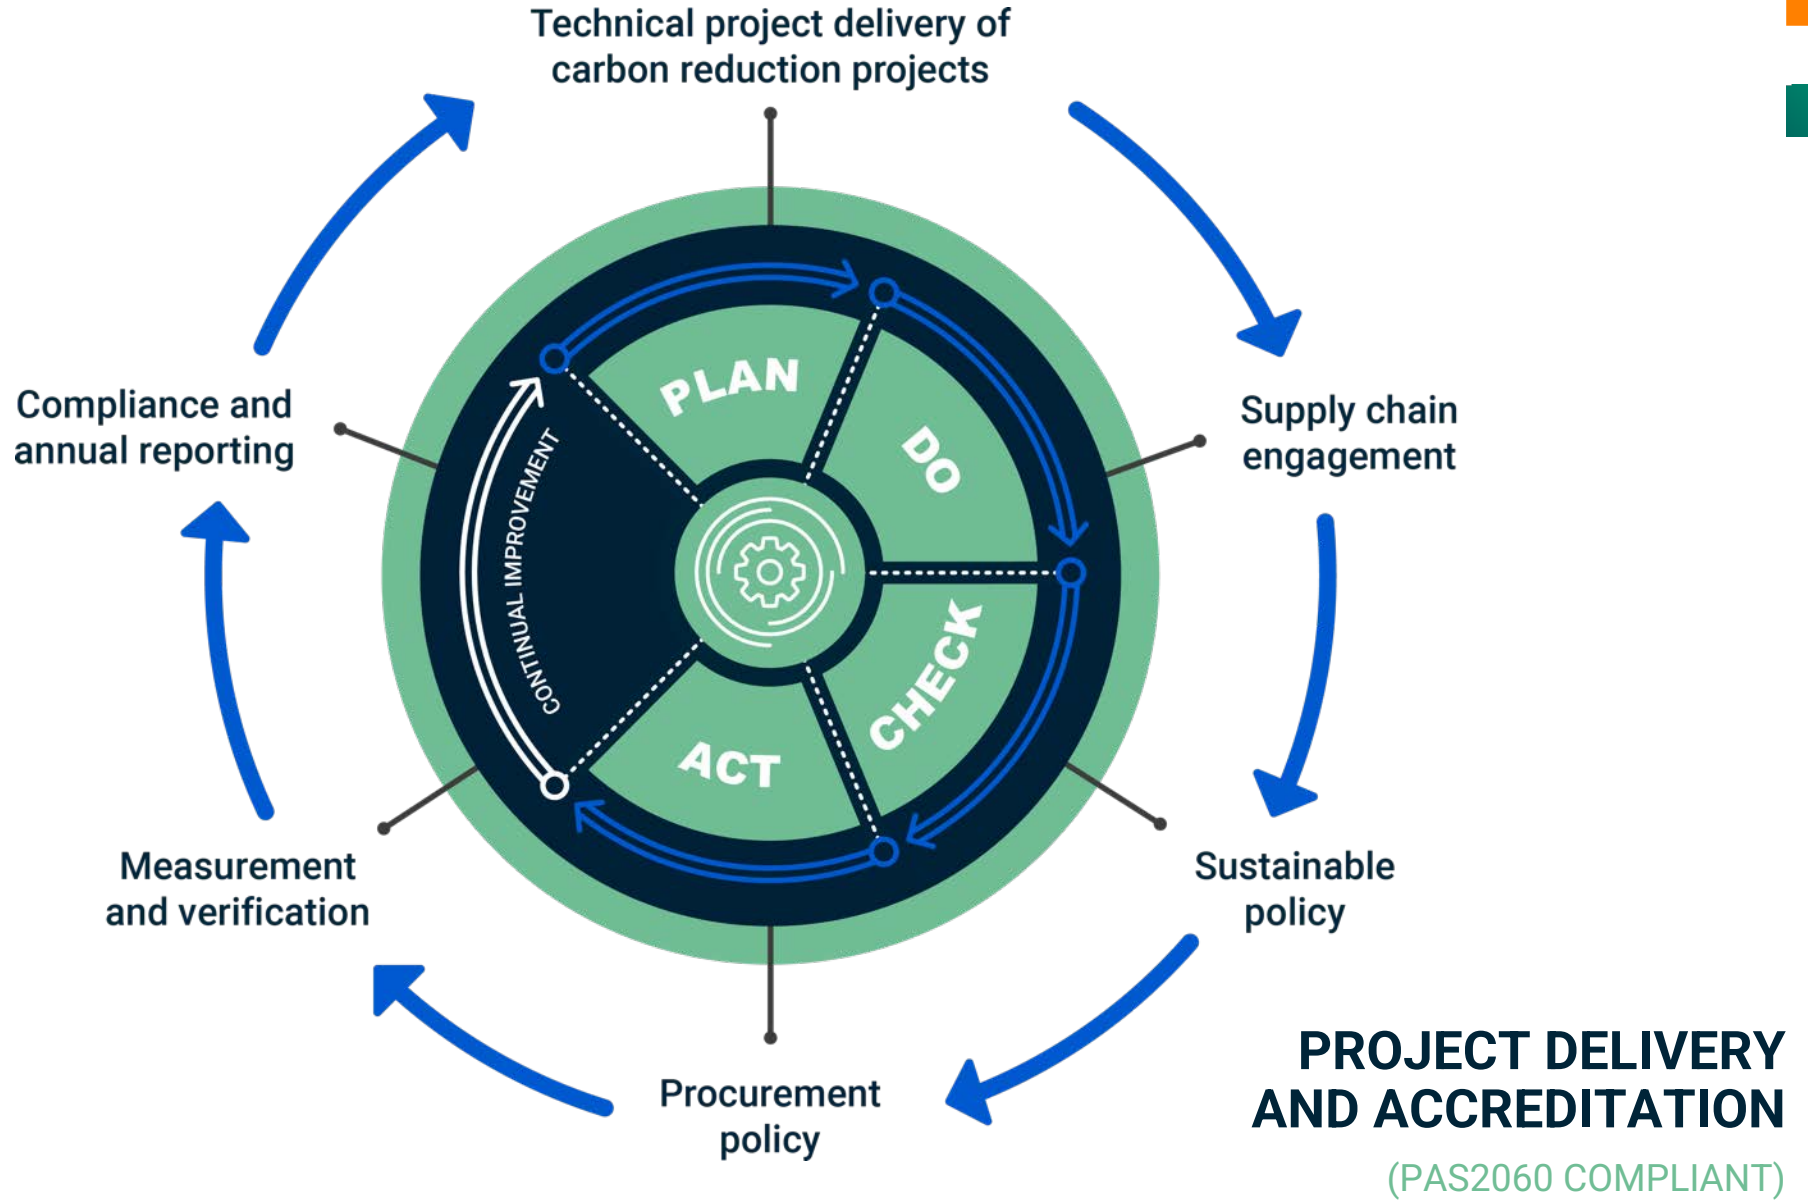 Technical project delivery of
carbon reduction projects
Supply chain
engagement
Sustainable
policy
Procurement
policy
Measurement
and verification
Compliance and
annual reporting
PLAN
DO
CHECK
ACT
CONTINUAL IMPROVEMENT
PROJECT DELIVERY
AND ACCREDITATION
(PAS2060 COMPLIANT)